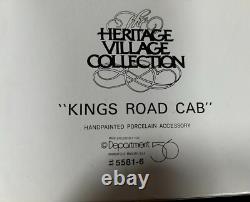 The
HERITAGE
VILLAGE
COLLECTION
"KINGS ROAD CAB"
HANDPAINTED PORCELAIN ACCESSORY
© Department 56
# 5581-6